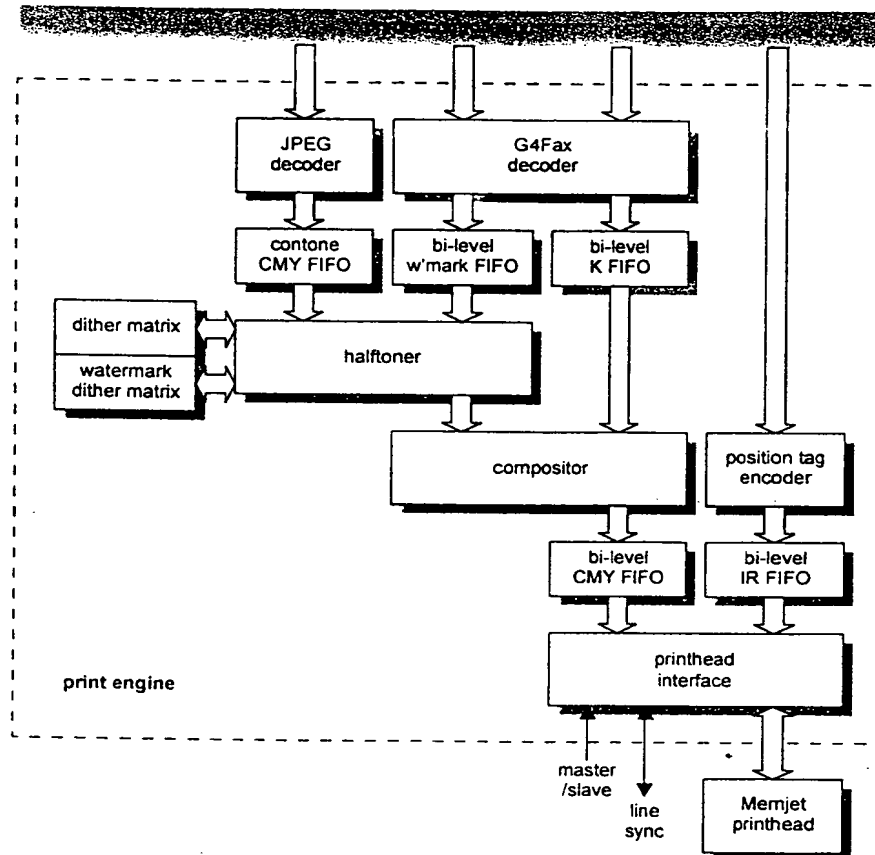 JPEG
decoder
G4Fax
decoder
contone
CMY FIFO
bi-level
w'mark FIFO
bi-level
K FIFO
dither matrix
watermark
dither matrix
halftoner
compositor
position tag
encoder
bi-level
CMY FIFO
bi-level
IR FIFO
printhead
interface
print engine
master
/slave
line
sync
Memjet
printhead